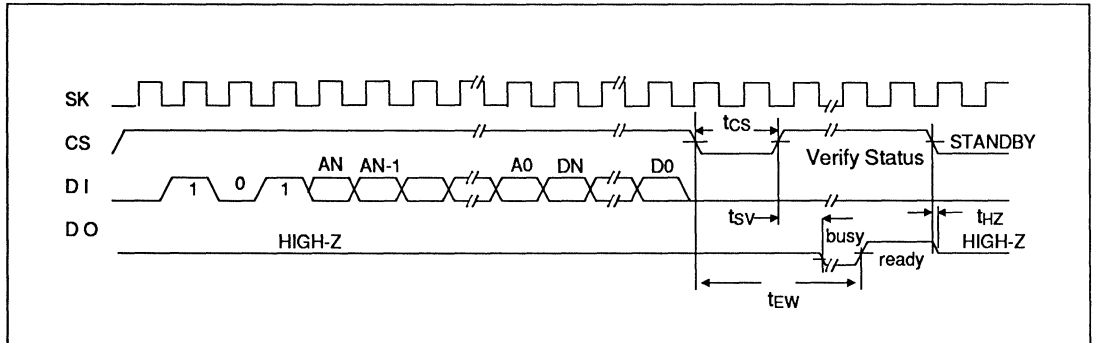 SK
CS
tCS
STANDBY
Verify Status
DI
1 0 1 AN AN-1 A0 DN D0
DO
HIGH-Z
tSV
busy
ready
tHZ
HIGH-Z
tEW